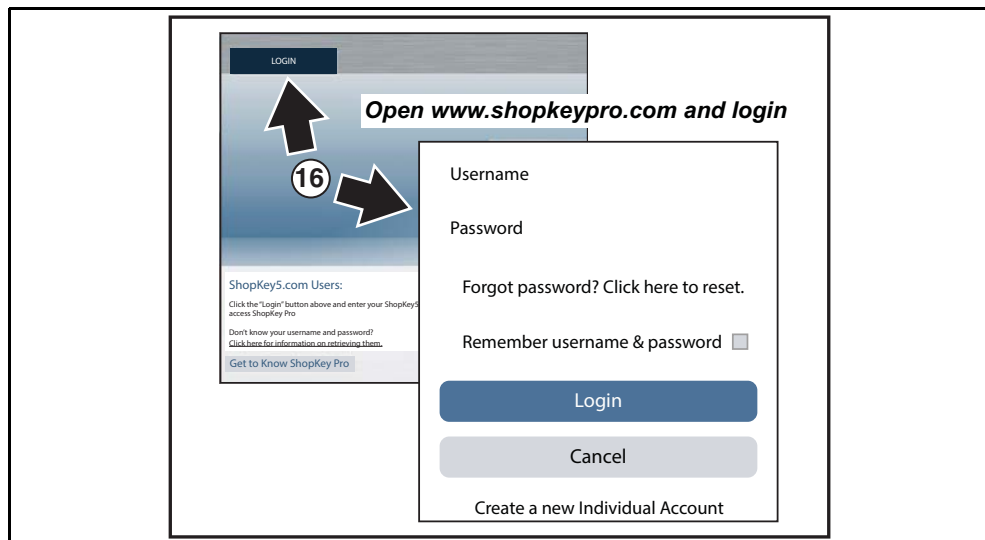 LOGIN
Open www.shopkeypro.com and login
16
Username
Password
Forgot password? Click here to reset.
Remember username & password
Login
Cancel
Create a new Individual Account
ShopKey5.com Users:
Click the "Login" button above and enter your ShopKey5
access ShopKey Pro
Don't know your username and password?
Click here for information on retrieving them.
Get to Know ShopKey Pro